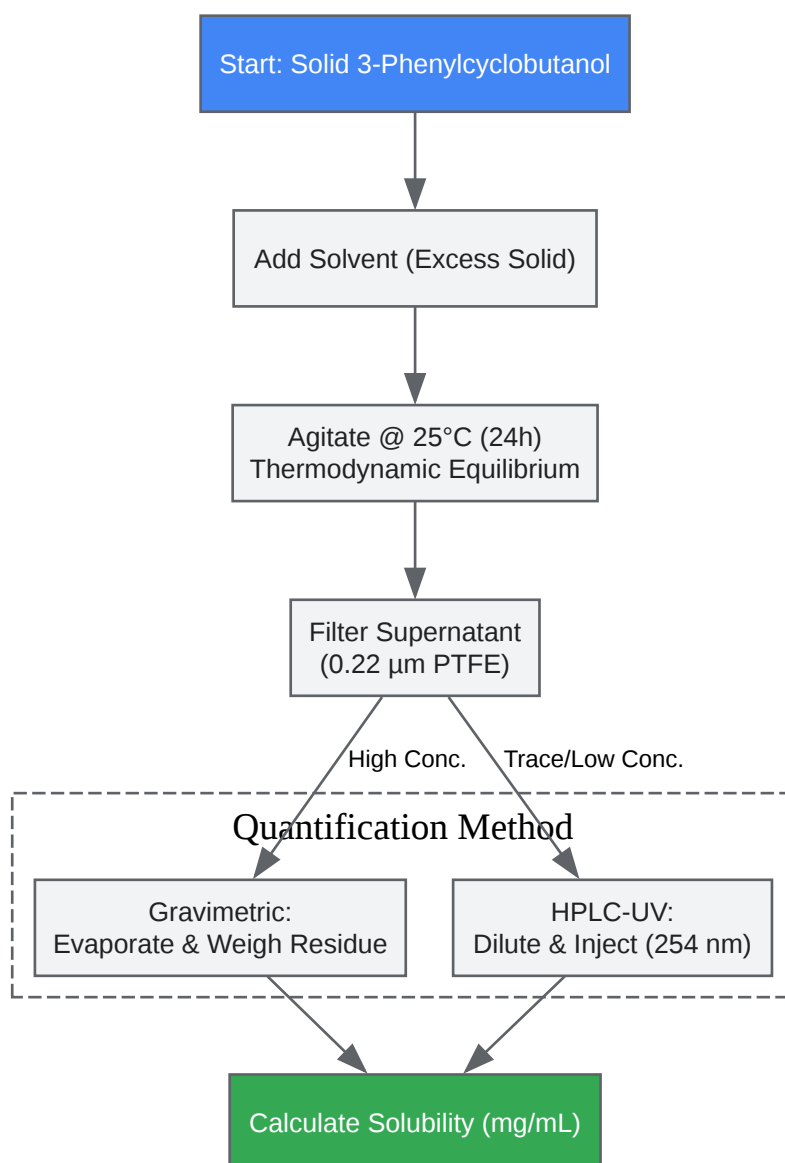 Start: Solid 3-Phenylcyclobutanol
Add Solvent (Excess Solid)
Agitate @ 25°C (24h)
Thermodynamic Equilibrium
Filter Supernatant
(0.22 µm PTFE)
High Conc.
Trace/Low Conc.
Quantification Method
Gravimetric:
Evaporate & Weigh Residue
HPLC-UV:
Dilute & Inject (254 nm)
Calculate Solubility (mg/mL)